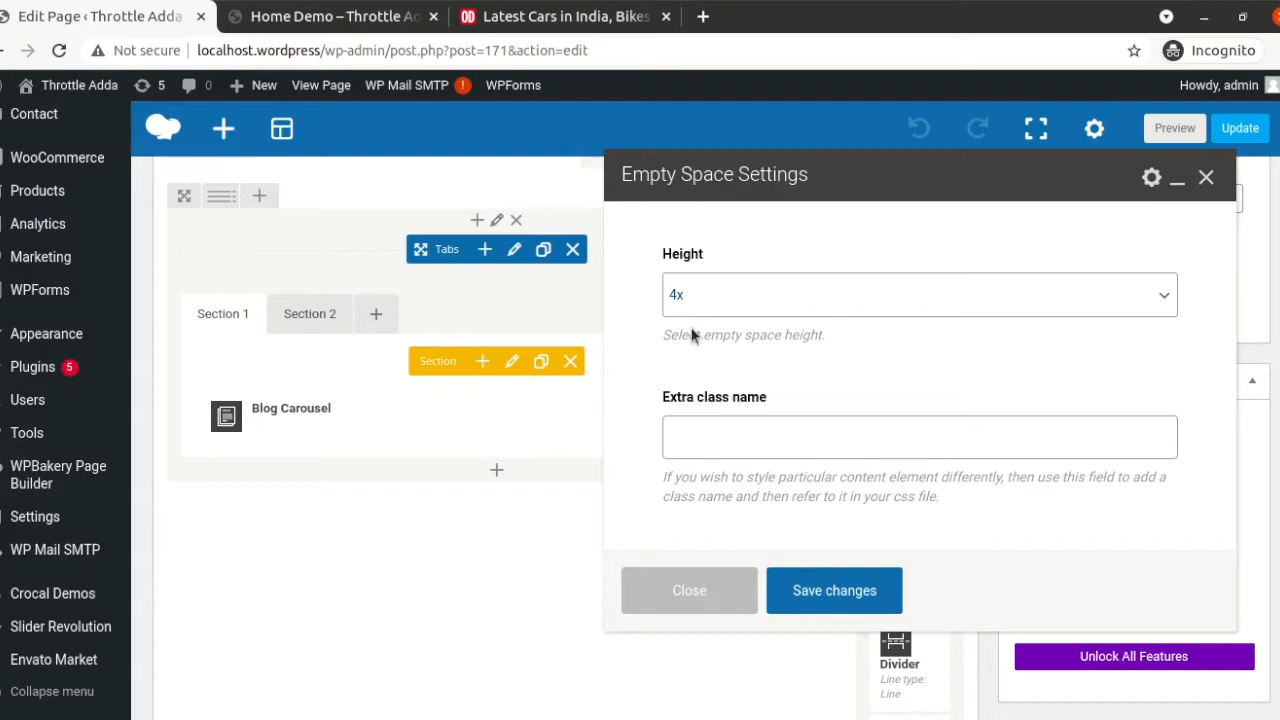 Edit Page ‹ Throttle Adda
Home Demo – Throttle Ad
Latest Cars in India, Bikes
Not secure
localhost.wordpress/wp-admin/post.php?post=171&action=edit
Incognito
Throttle Adda
5
0
New
View Page
WP Mail SMTP
!
WPForms
Howdy, admin
Contact
WooCommerce
Products
Analytics
Marketing
WPForms
Appearance
Plugins 5
Users
Tools
WPBakery Page
Builder
Settings
WP Mail SMTP
Crocal Demos
Slider Revolution
Envato Market
Collapse menu
Preview
Update
Tabs
Section 1
Section 2
Section
Blog Carousel
Empty Space Settings
Height
4x
Select empty space height.
Extra class name
If you wish to style particular content element differently, then use this field to add a
class name and then refer to it in your css file.
Close
Save changes
Divider
Line type:
Line
Unlock All Features